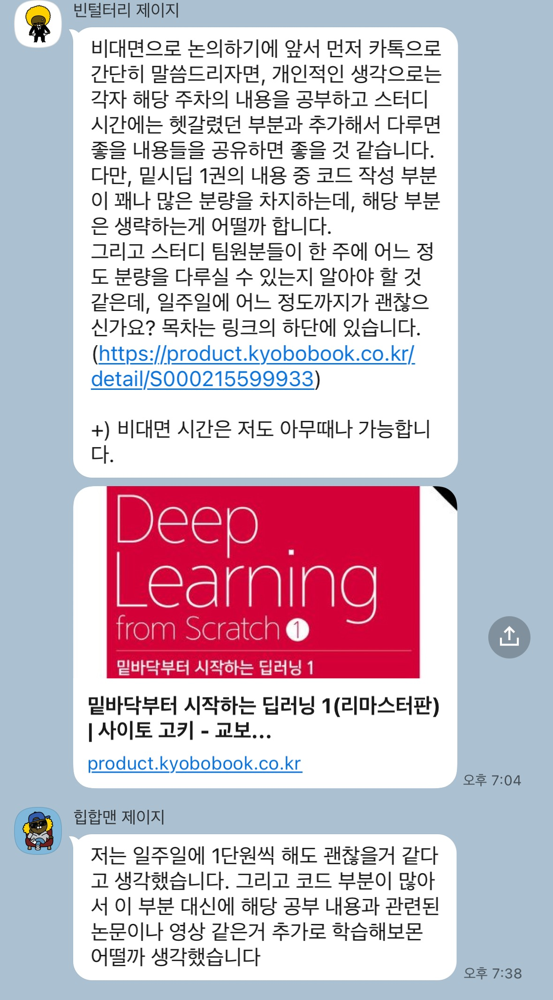 빈털터리 제이지
비대면으로 논의하기에 앞서 먼저 카톡으로
간단히 말씀드리자면, 개인적인 생각으로는
각자 해당 주차의 내용을 공부하고 스터디
시간에는 헷갈렸던 부분과 추가해서 다루면
좋을 내용들을 공유하면 좋을 것 같습니다.
다만, 밑시딥 1권의 내용 중 코드 작성 부분
이 꽤나 많은 분량을 차지하는데, 해당 부분
은 생략하는게 어떨까 합니다.
그리고 스터디 팀원분들이 한 주에 어느 정
도 분량을 다루실 수 있는지 알아야 할 것
같은데, 일주일에 어느 정도까지가 괜찮으
신가요? 목차는 링크의 하단에 있습니다.
(https://product.kyobobook.co.kr/
detail/S000215599933)
+) 비대면 시간은 저도 아무때나 가능합니
다.
Deep
Learning
from Scratch 1
밑바닥부터 시작하는 딥러닝 1
밑바닥부터 시작하는 딥러닝 1(리마스터판)
| 사이토 고키 - 교보...
product.kyobobook.co.kr
오후 7:04
힙합맨 제이지
저는 일주일에 1단원씩 해도 괜찮을거 같다
고 생각했습니다. 그리고 코드 부분이 많아
서 이 부분 대신에 해당 공부 내용과 관련된
논문이나 영상 같은거 추가로 학습해보몬
어떨까 생각했습니다
오후 7:38